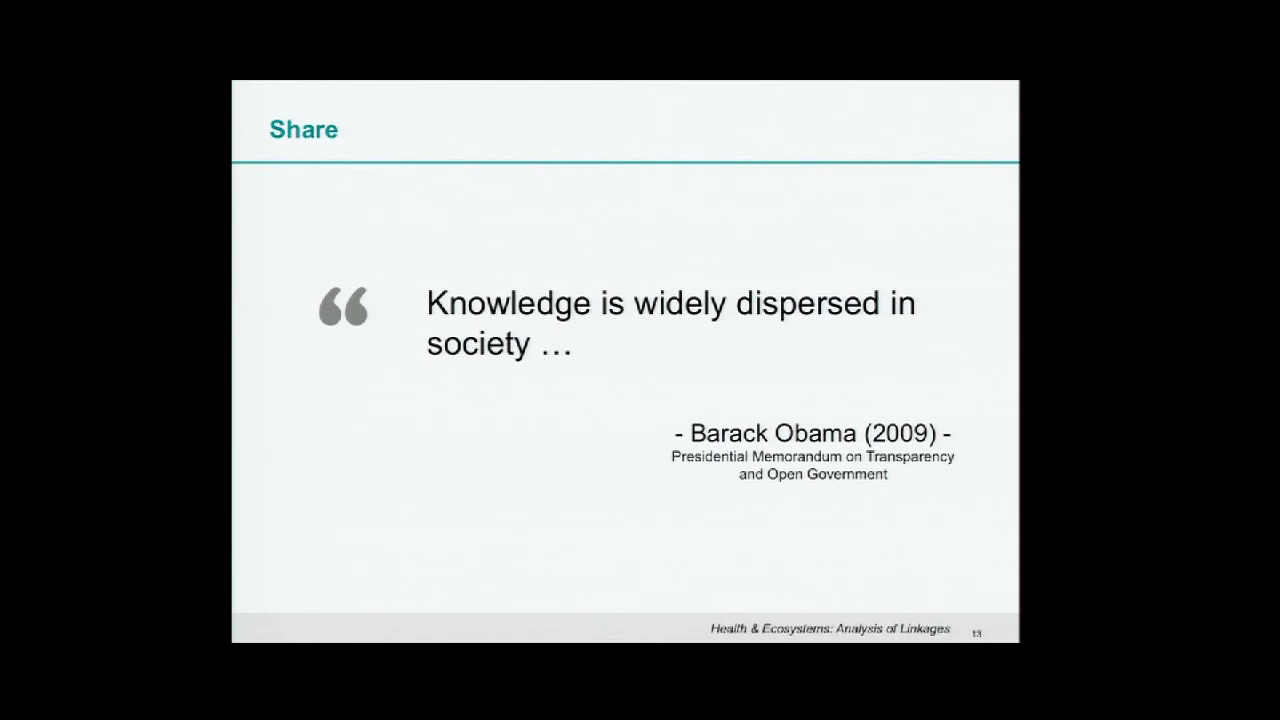 Share
“ Knowledge is widely dispersed in
society …
- Barack Obama (2009) -
Presidential Memorandum on Transparency
and Open Government
Health & Ecosystems: Analysis of Linkages 13